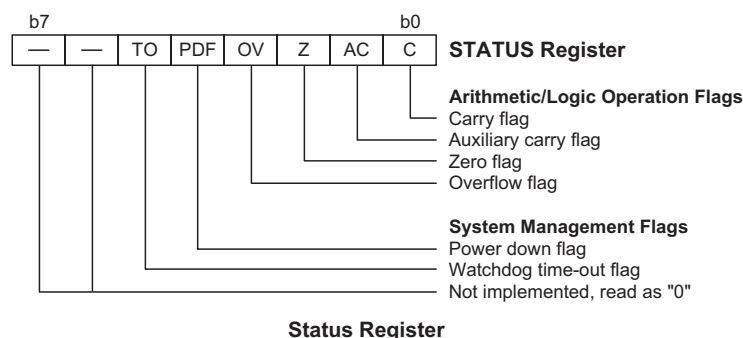 b7 b0
— — TO PDF OV Z AC C STATUS Register
Arithmetic/Logic Operation Flags
Carry flag
Auxiliary carry flag
Zero flag
Overflow flag
System Management Flags
Power down flag
Watchdog time-out flag
Not implemented, read as "0"
Status Register